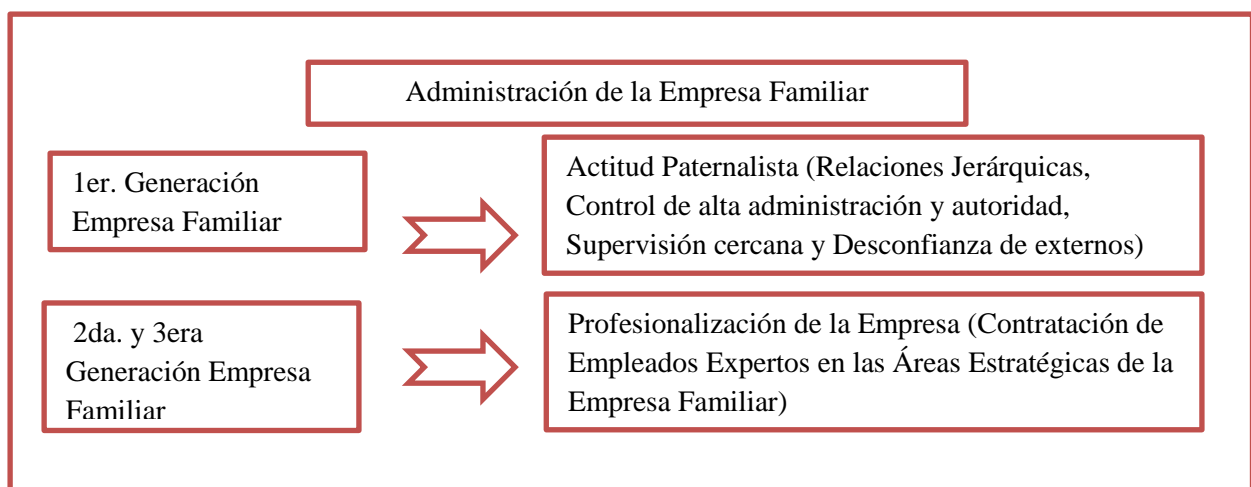 Administración de la Empresa Familiar
1er. Generación
Empresa Familiar
Actitud Paternalista (Relaciones Jerárquicas,
Control de alta administración y autoridad,
Supervisión cercana y Desconfianza de externos)
2da. y 3era
Generación Empresa
Familiar
Profesionalización de la Empresa (Contratación de
Empleados Expertos en las Áreas Estratégicas de la
Empresa Familiar)